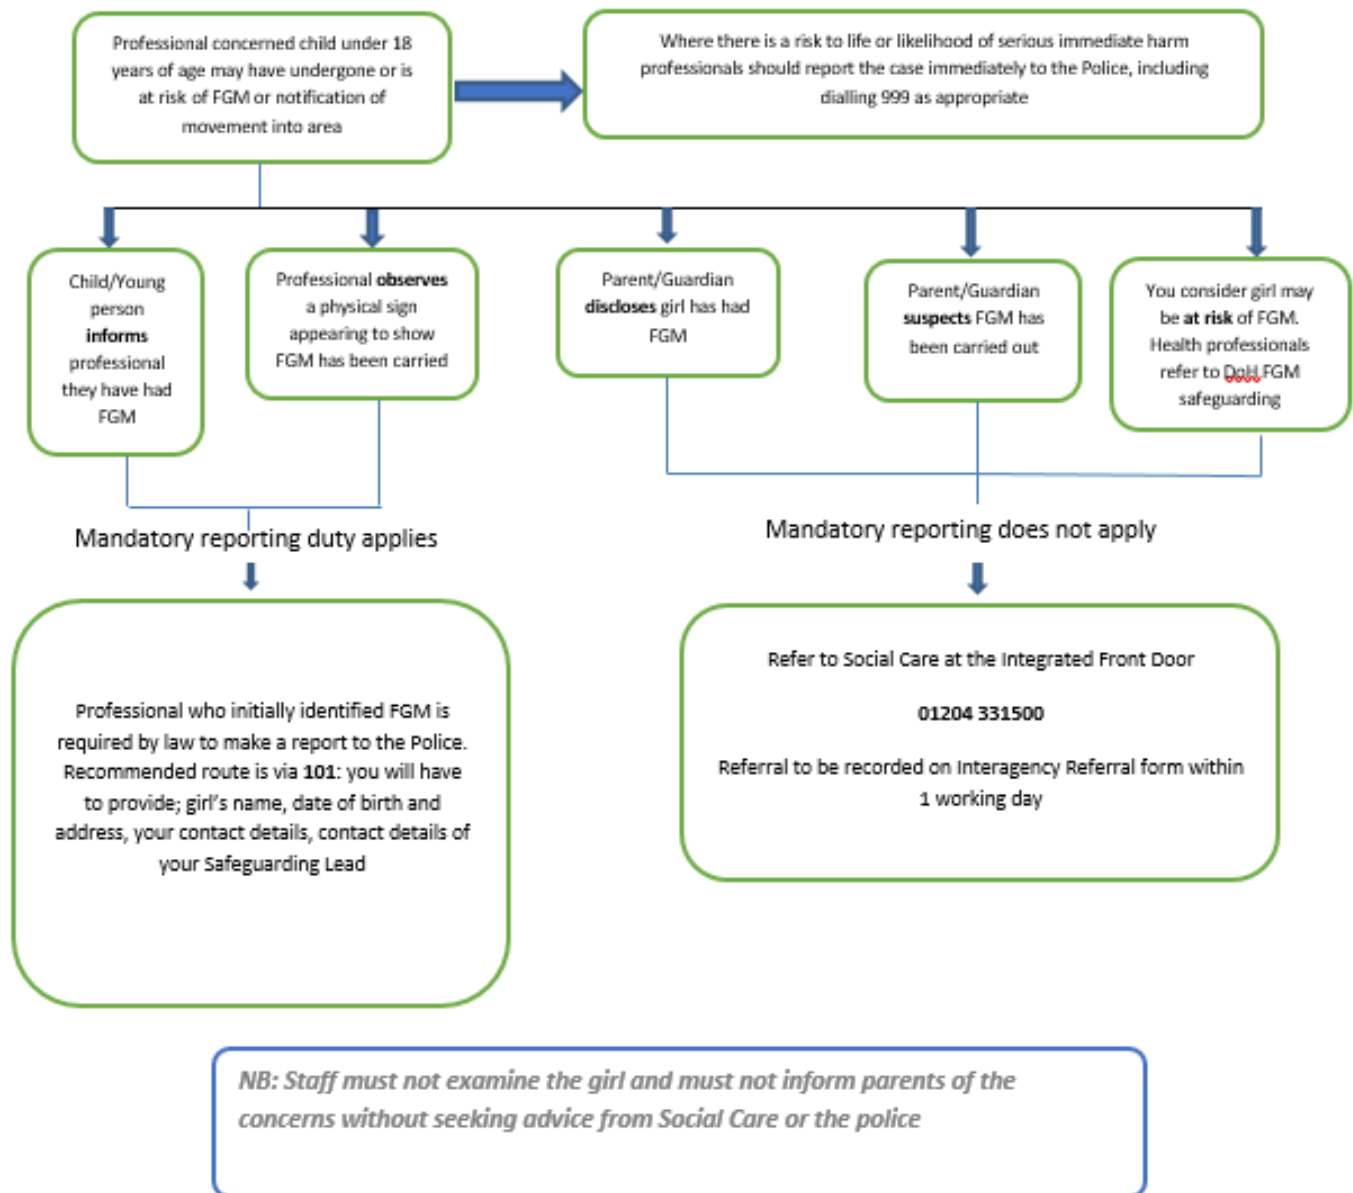 Professional concerned child under 18
years of age may have undergone or is
at risk of FGM or notification of
movement into area
Where there is a risk to life or likelihood of serious immediate harm
professionals should report the case immediately to the Police, including
dialling 999 as appropriate
Child/Young
person
informs
professional
they have had
FGM
Professional observes
a physical sign
appearing to show
FGM has been carried
Parent/Guardian
discloses girl has had
FGM
Parent/Guardian
suspects FGM has
been carried out
You consider girl may
be at risk of FGM.
Health professionals
refer to DoH FGM
safeguarding
Mandatory reporting duty applies
Mandatory reporting does not apply
Professional who initially identified FGM is
required by law to make a report to the Police.
Recommended route is via 101: you will have
to provide; girl's name, date of birth and
address, your contact details, contact details of
your Safeguarding Lead
Refer to Social Care at the Integrated Front Door
01204 331500
Referral to be recorded on Interagency Referral form within
1 working day
NB: Staff must not examine the girl and must not inform parents of the
concerns without seeking advice from Social Care or the police